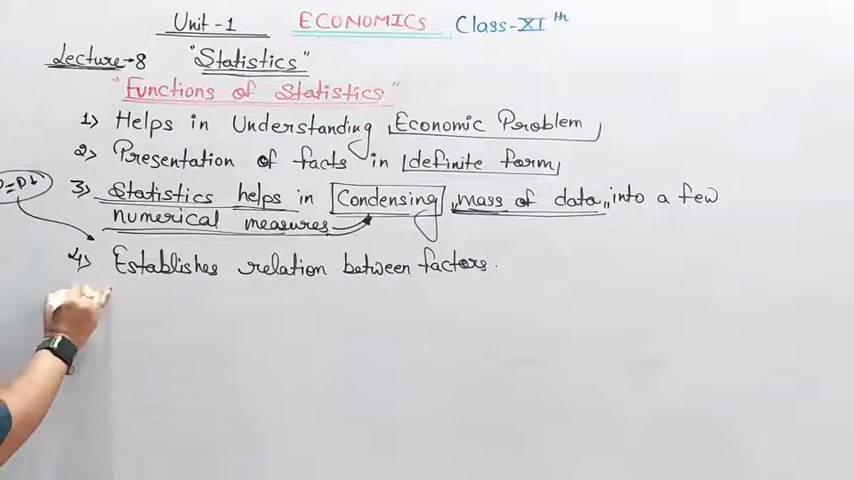 Unit-1 ECONOMICS Class-XIth
Lecture-8 "Statistics"
"Functions of Statistics"
1) Helps in Understanding Economic Problem
2) Presentation of facts in definite form
3) Statistics helps in Condensing mass of data, into a few
numerical measures
4) Establishes relation between factors.